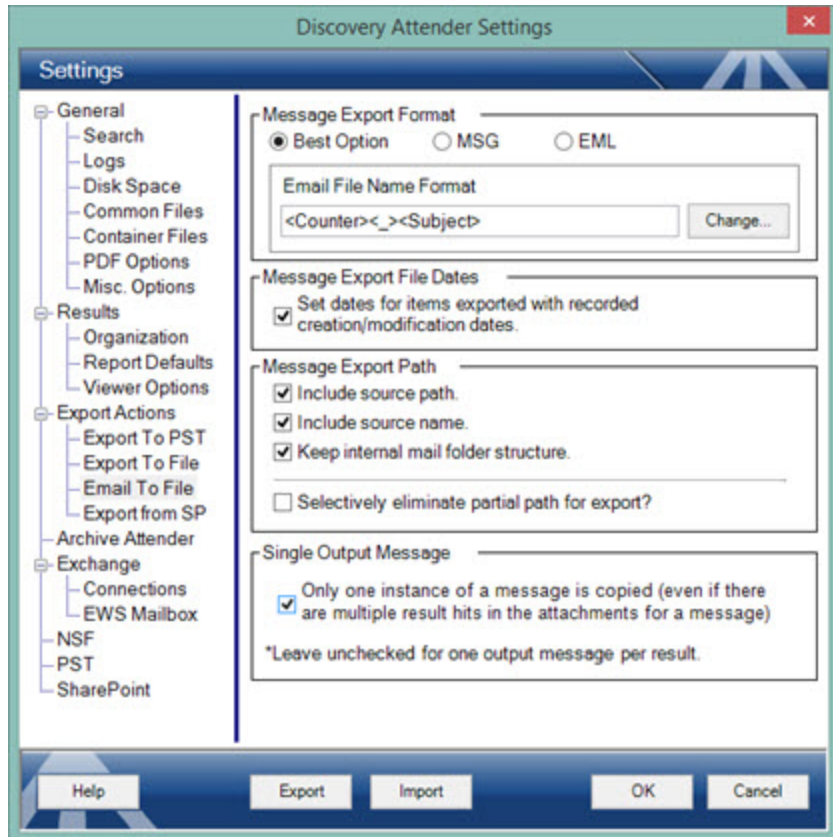 Discovery Attender Settings
Settings
General
Search
Logs
Disk Space
Common Files
Container Files
PDF Options
Misc. Options
Results
Organization
Report Defaults
Viewer Options
Export Actions
Export To PST
Export To File
Email To File
Export from SP
Archive Attender
Exchange
Connections
EWS Mailbox
NSF
PST
SharePoint
Message Export Format
Best Option MSG EML
Email File Name Format
<Counter><_><Subject> Change...
Message Export File Dates
Set dates for items exported with recorded
creation/modification dates.
Message Export Path
Include source path.
Include source name.
Keep internal mail folder structure.
Selectively eliminate partial path for export?
Single Output Message
Only one instance of a message is copied (even if there
are multiple result hits in the attachments for a message)
*Leave unchecked for one output message per result.
Help Export Import OK Cancel